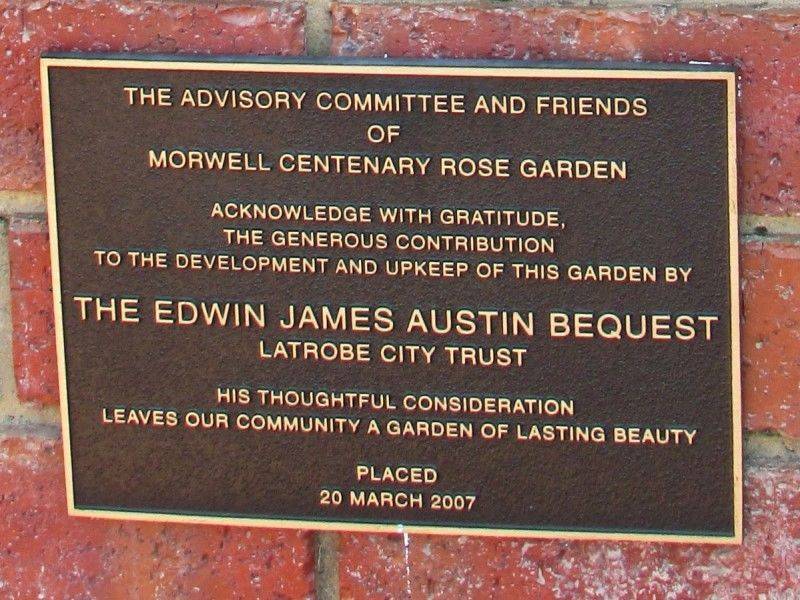 THE ADVISORY COMMITTEE AND FRIENDS
OF
MORWELL CENTENARY ROSE GARDEN
ACKNOWLEDGE WITH GRATITUDE,
THE GENEROUS CONTRIBUTION
TO THE DEVELOPMENT AND UPKEEP OF THIS GARDEN BY
THE EDWIN JAMES AUSTIN BEQUEST
LATROBE CITY TRUST
HIS THOUGHTFUL CONSIDERATION
LEAVES OUR COMMUNITY A GARDEN OF LASTING BEAUTY
PLACED
20 MARCH 2007